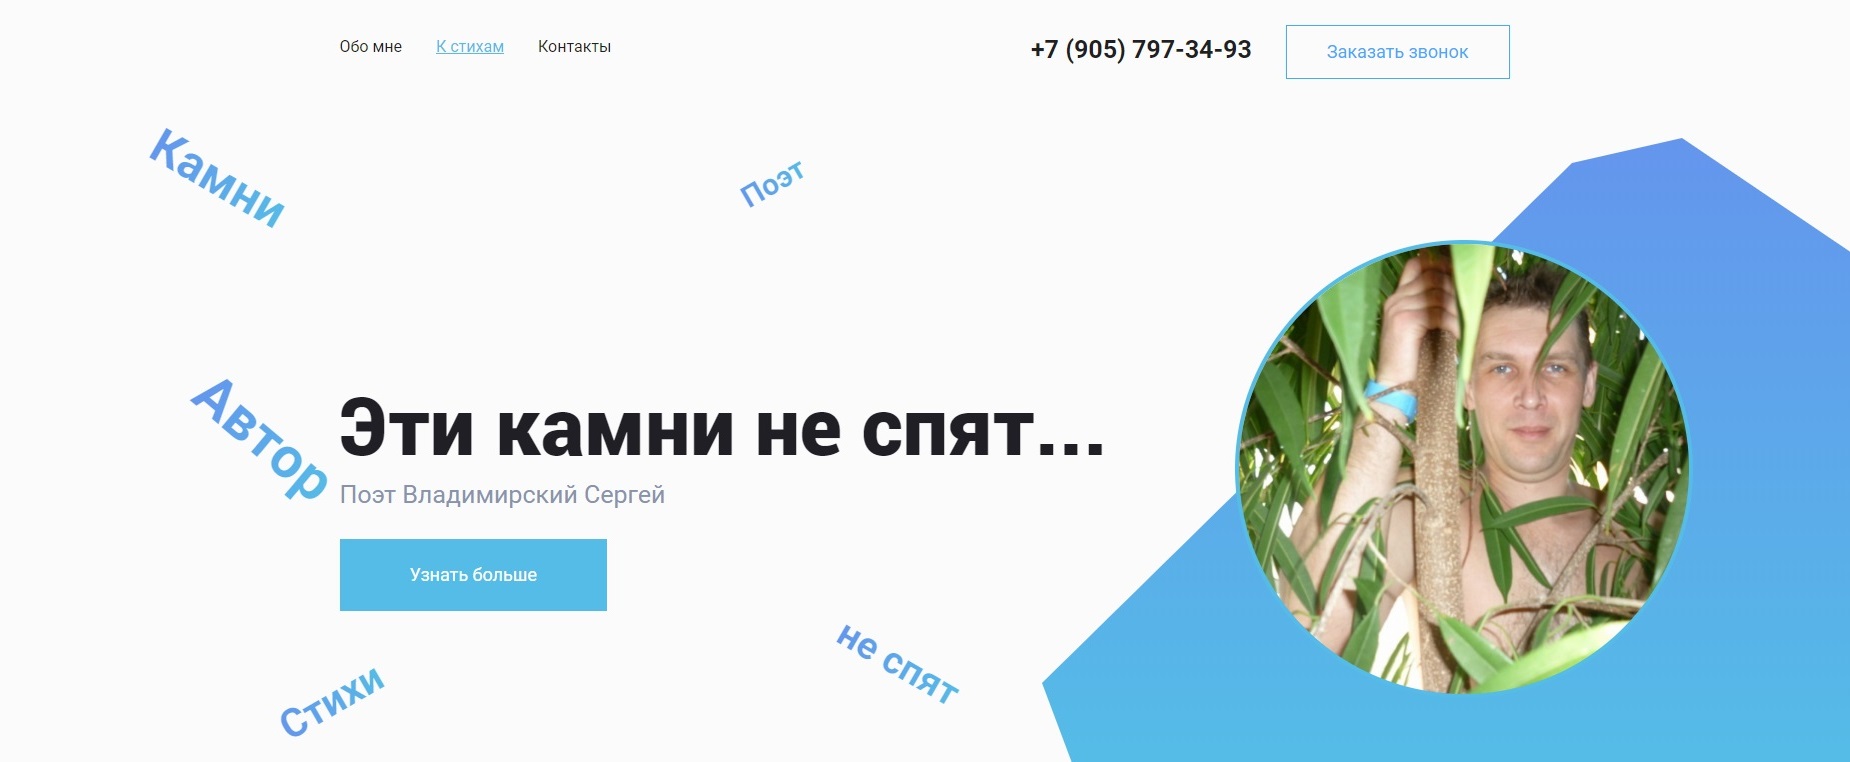 Обо мне
К стихам
Контакты
+7 (905) 797-34-93
Заказать звонок
Камни
Поэт
Автор
Эти камни не спят...
Поэт Владимирский Сергей
Узнать больше
не спят
Стихи